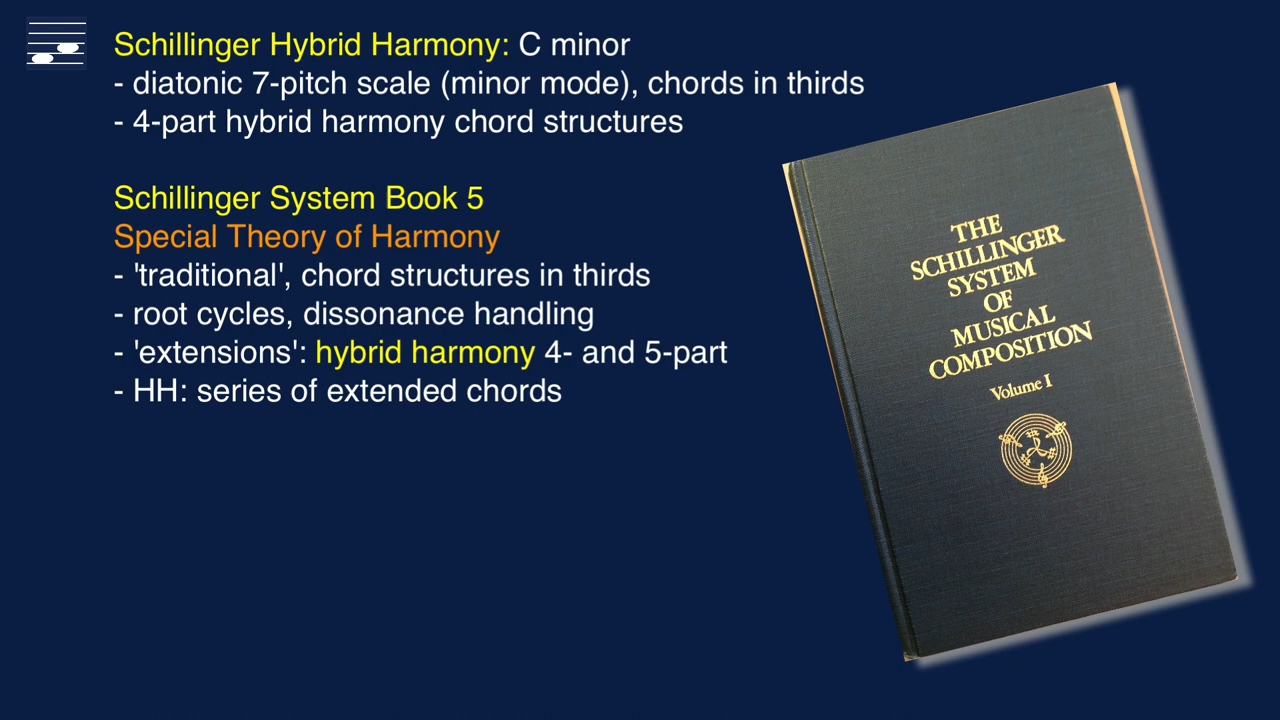 Schillinger Hybrid Harmony: C minor
- diatonic 7-pitch scale (minor mode), chords in thirds
- 4-part hybrid harmony chord structures
Schillinger System Book 5
Special Theory of Harmony
- 'traditional', chord structures in thirds
- root cycles, dissonance handling
- 'extensions': hybrid harmony 4- and 5-part
- HH: series of extended chords
THE
SCHILLINGER
SYSTEM
OF
MUSICAL
COMPOSITION
Volume I